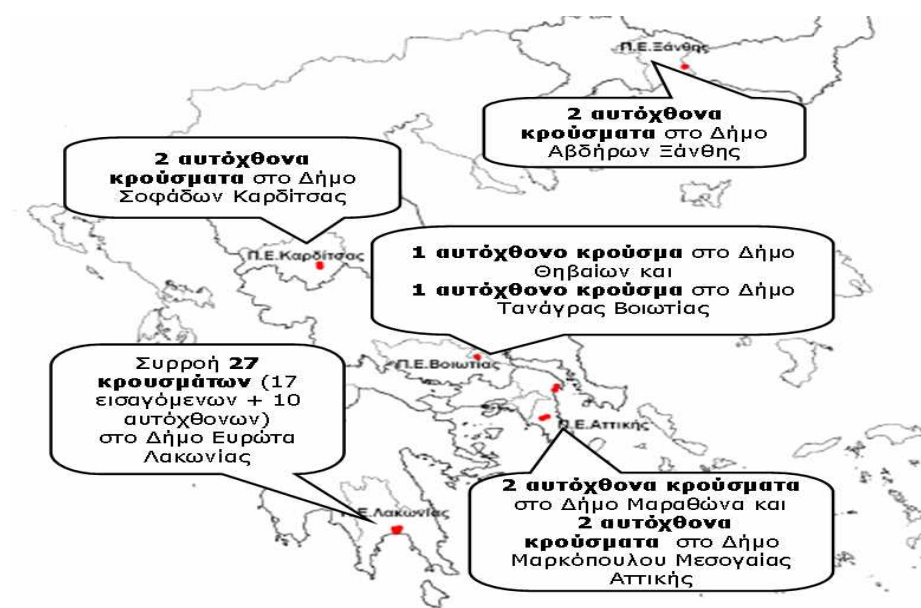 Π.Ε.Ξάνθης
2 αυτόχθονα
κρούσματα στο Δήμο
Αβδήρων Ξάνθης
2 αυτόχθονα
κρούσματα στο Δήμο
Σοφάδων Καρδίτσας
Π.Ε.Καρδίτσας
1 αυτόχθονο κρούσμα στο Δήμο
Θηβαίων και
1 αυτόχθονο κρούσμα στο Δήμο
Τανάγρας Βοιωτίας
Π.Ε.Βοιωτίας
Συρροή 27
κρουσμάτων (17
εισαγόμενων + 10
αυτόχθονων)
στο Δήμο Ευρώτα
Λακωνίας
Π.Ε.Αττικής
Π.Ε.Λακωνίας
2 αυτόχθονα κρούσματα
στο Δήμο Μαραθώνα και
2 αυτόχθονα
κρούσματα στο Δήμο
Μαρκόπουλου Μεσογαίας
Αττικής